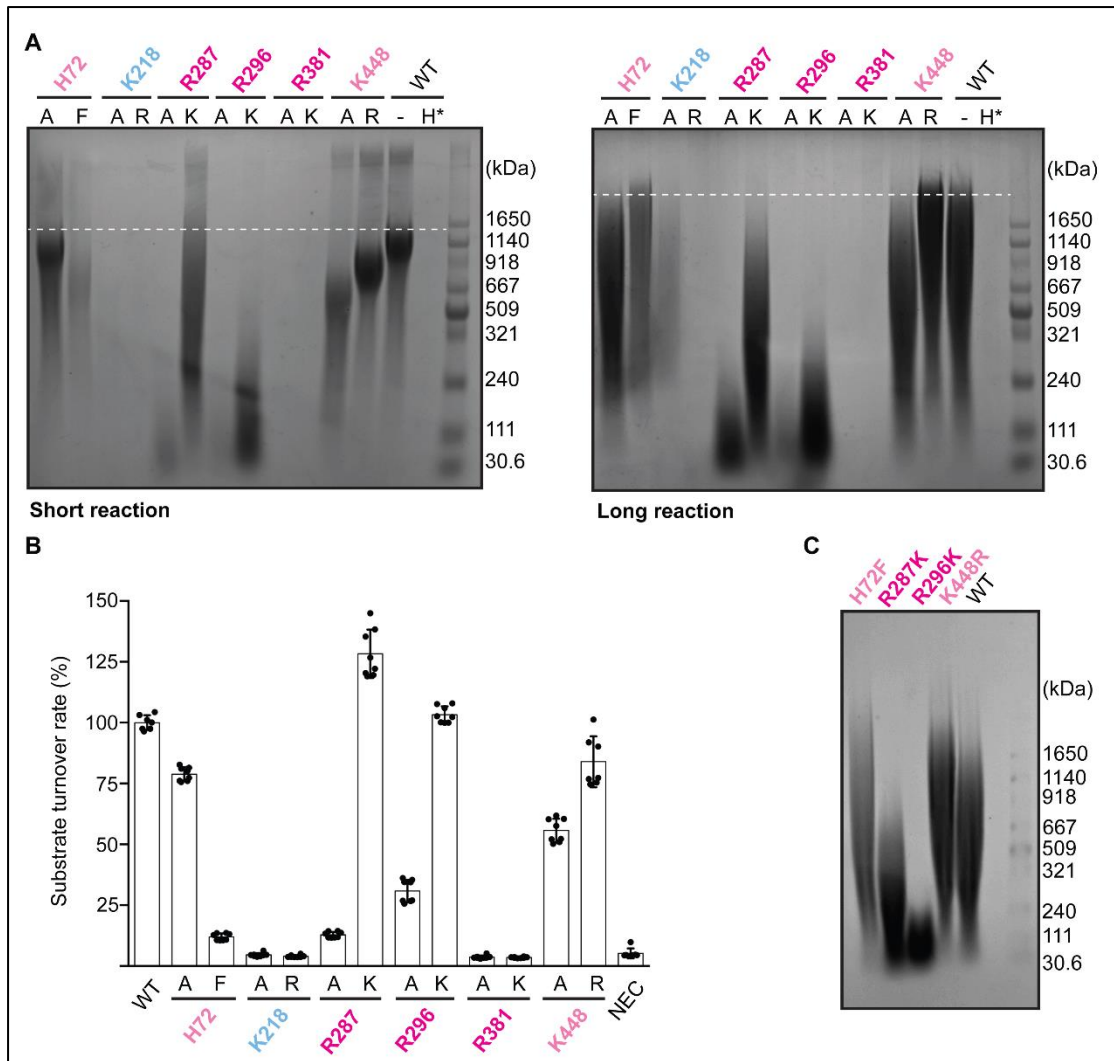 A
H72 K218 R287 R296 R381 K448 WT
A F A R A K A K A K A R - H*
(kDa)
1650
1140
918
667
509
321
240
111
30.6
Short reaction
H72 K218 R287 R296 R381 K448 WT
A F A R A K A K A K A R - H*
(kDa)
1650
1140
918
667
509
321
240
111
30.6
Long reaction
B
Substrate turnover rate (%)
150
125
100
75
50
25
WT A F A R A K A K A K A R NEC
H72 K218 R287 R296 R381 K448
C
H72F R287K R296K K448R WT
(kDa)
1650
1140
918
667
509
321
240
111
30.6